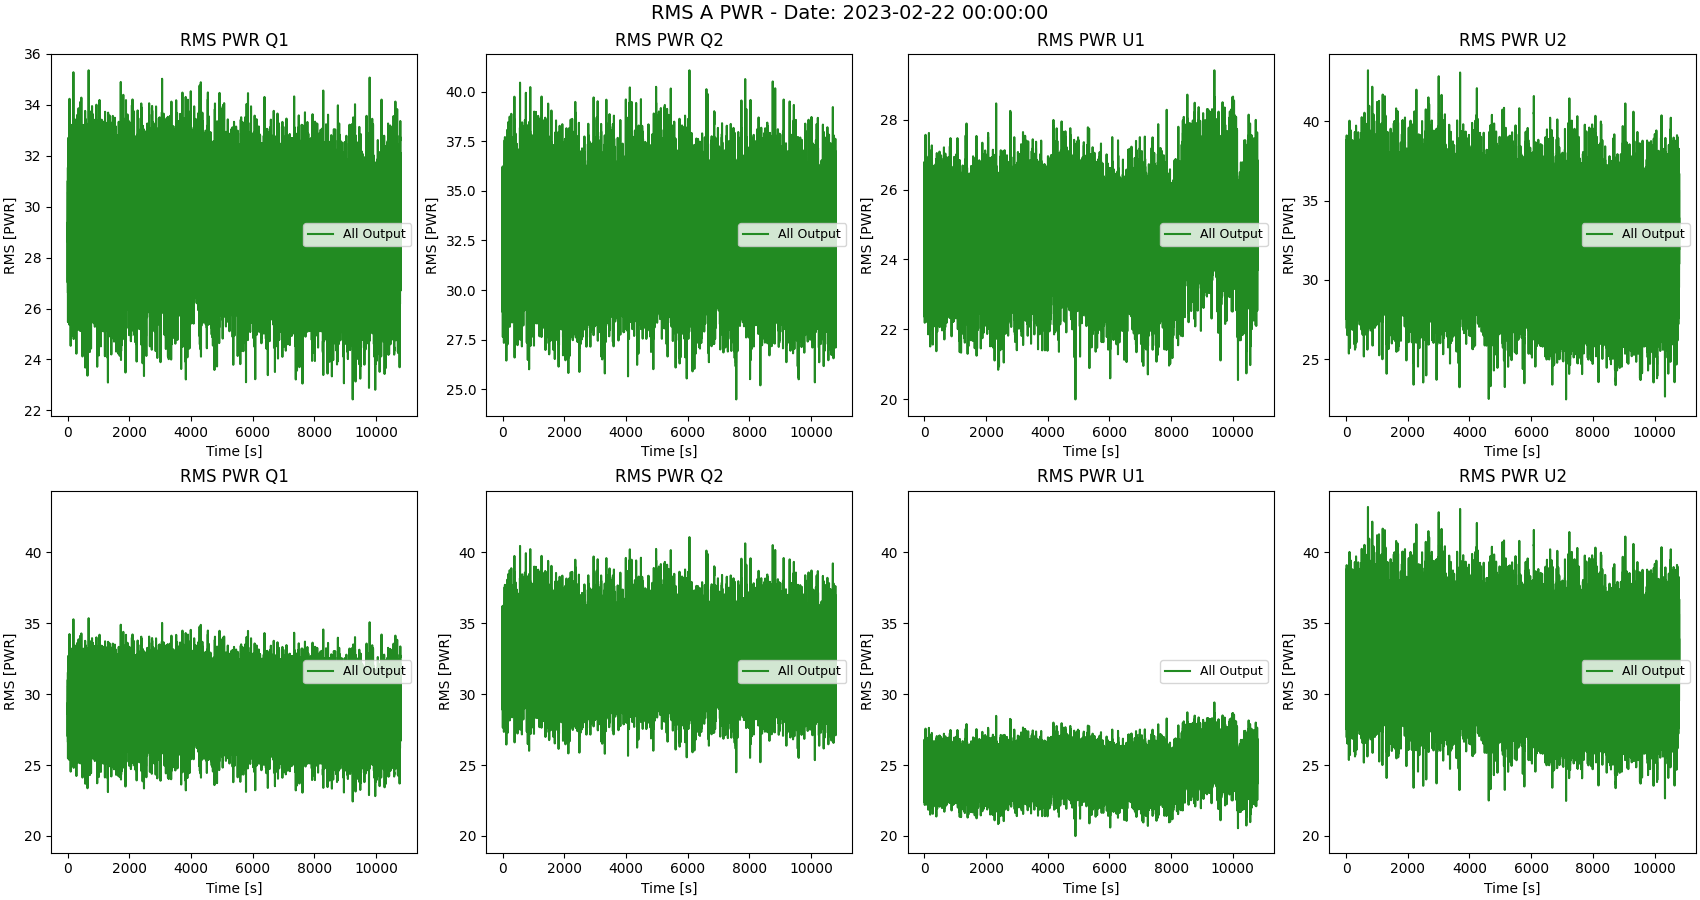 RMS A PWR - Date: 2023-02-22 00:00:00
RMS PWR Q1
RMS [PWR]
36
34
32
30
28
26
24
22
All Output
0 2000 4000 6000 8000 10000
Time [s]
RMS PWR Q2
RMS [PWR]
40.0
37.5
35.0
32.5
30.0
27.5
25.0
All Output
0 2000 4000 6000 8000 10000
Time [s]
RMS PWR U1
RMS [PWR]
28
26
24
22
20
All Output
0 2000 4000 6000 8000 10000
Time [s]
RMS PWR U2
RMS [PWR]
40
35
30
25
All Output
0 2000 4000 6000 8000 10000
Time [s]
RMS PWR Q1
RMS [PWR]
40
35
30
25
20
All Output
0 2000 4000 6000 8000 10000
Time [s]
RMS PWR Q2
RMS [PWR]
40
35
30
25
20
All Output
0 2000 4000 6000 8000 10000
Time [s]
RMS PWR U1
RMS [PWR]
40
35
30
25
20
All Output
0 2000 4000 6000 8000 10000
Time [s]
RMS PWR U2
RMS [PWR]
40
35
30
25
20
All Output
0 2000 4000 6000 8000 10000
Time [s]